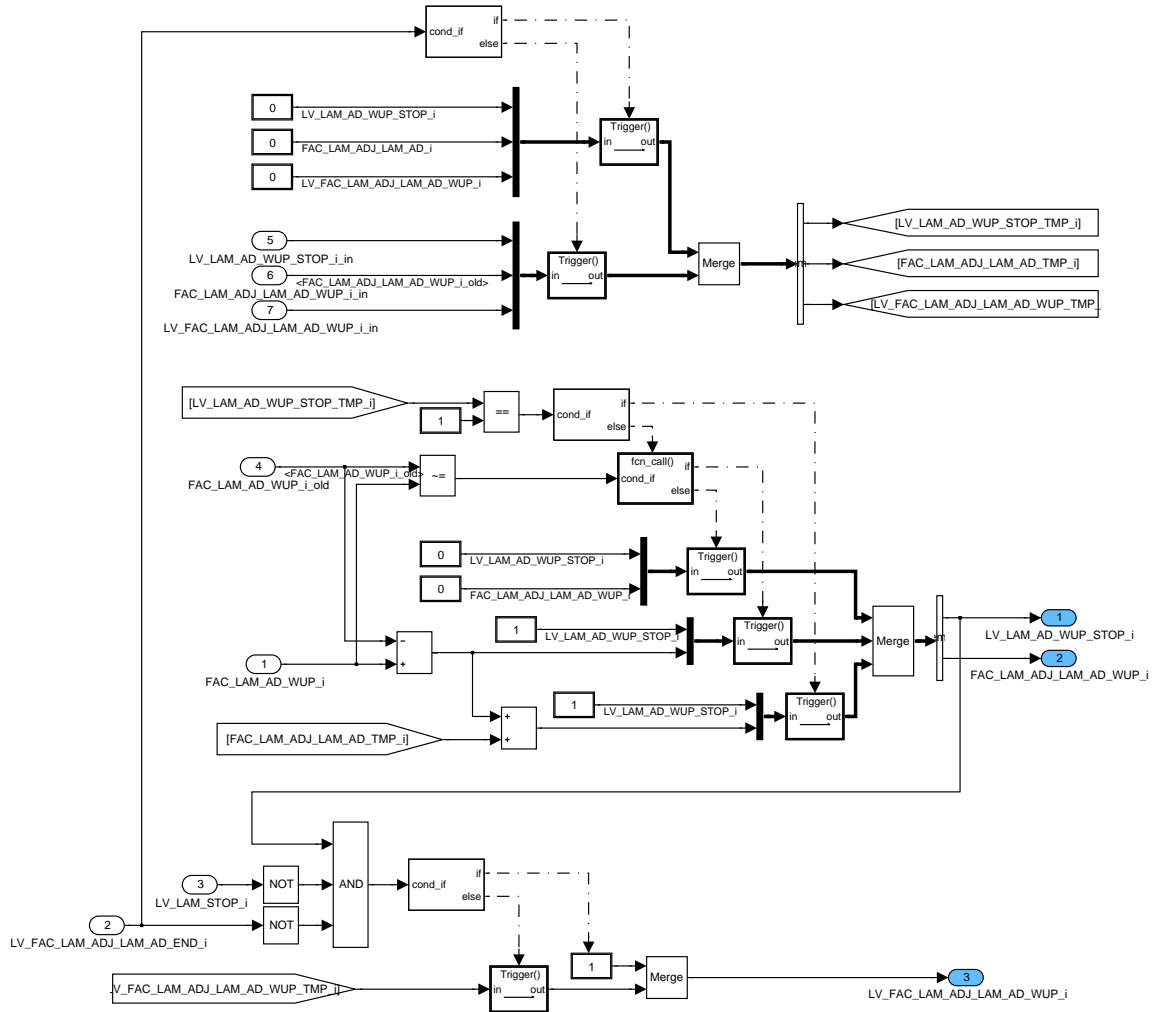 if
cond_if
else
0
LV_LAM_AD_WUP_STOP_i
Trigger()
in out
0
FAC_LAM_ADJ_LAM_AD_i
0
LV_FAC_LAM_ADJ_LAM_AD_WUP_i
[LV_LAM_AD_WUP_STOP_TMP_i]
5
LV_LAM_AD_WUP_STOP_i_in
Trigger()
in out
Merge
[FAC_LAM_ADJ_LAM_AD_TMP_i]
6
<FAC_LAM_ADJ_LAM_AD_WUP_i_old>
FAC_LAM_ADJ_LAM_AD_WUP_i_in
[LV_FAC_LAM_ADJ_LAM_AD_WUP_TMP_
7
LV_FAC_LAM_ADJ_LAM_AD_WUP_i_in
[LV_LAM_AD_WUP_STOP_TMP_i]
1
==
if
cond_if
else
4
<FAC_LAM_AD_WUP_i_old>
FAC_LAM_AD_WUP_i_old
~=
fcn_call()
if
cond_if
else
0
LV_LAM_AD_WUP_STOP_i
Trigger()
in out
0
FAC_LAM_ADJ_LAM_AD_WUP_i
1
LV_LAM_AD_WUP_STOP_i
Trigger()
in out
Merge
1
LV_LAM_AD_WUP_STOP_i
−
+
1
FAC_LAM_AD_WUP_i
2
FAC_LAM_ADJ_LAM_AD_WUP_i
1
LV_LAM_AD_WUP_STOP_i
Trigger()
in out
+
+
[FAC_LAM_ADJ_LAM_AD_TMP_i]
AND
if
cond_if
else
3
LV_LAM_STOP_i
NOT
2
LV_FAC_LAM_ADJ_LAM_AD_END_i
NOT
1
Merge
Trigger()
in out
3
LV_FAC_LAM_ADJ_LAM_AD_WUP_i
V_FAC_LAM_ADJ_LAM_AD_WUP_TMP_i]